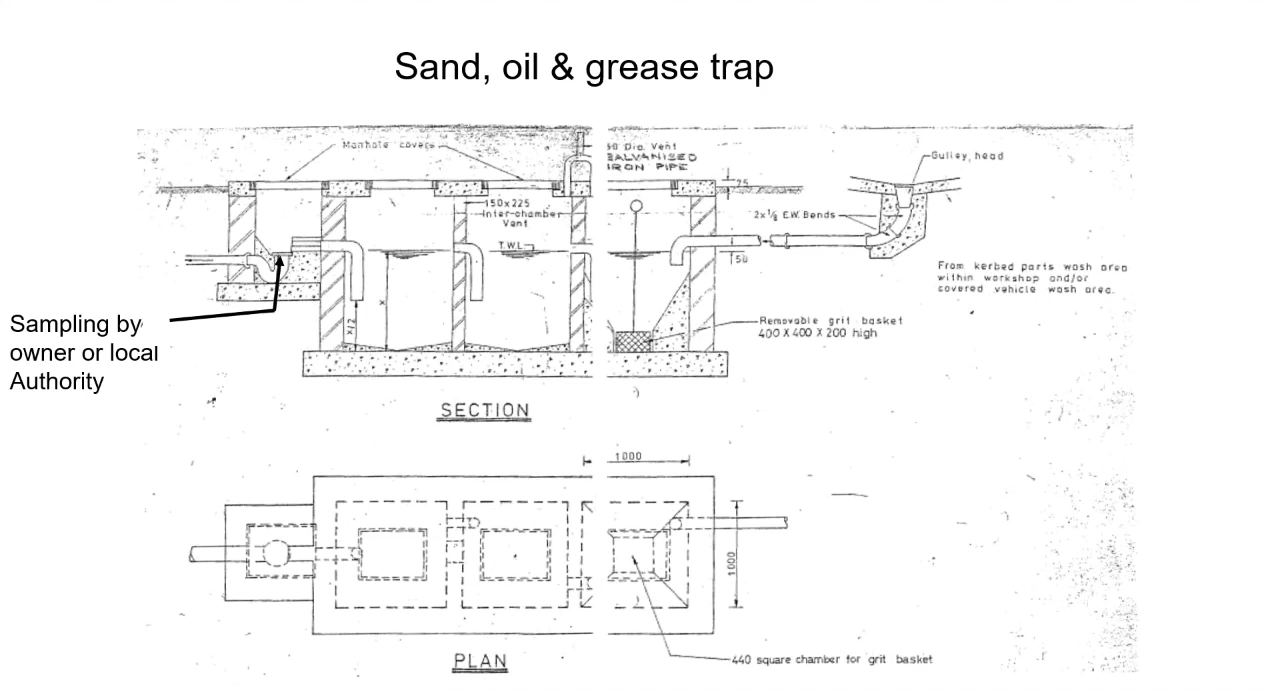 Sand, oil & grease trap
Manhole covers
50 Dia. Vent
GALVANISED
IRON PIPE
Gulley head
25
150x225
Inter-chamber
Vent
2x⅛ E.W. Bends
T.W.L
50
From kerbed parts wash area
within workshop and/or
covered vehicle wash area.
X
X/2
Sampling by
owner or local
Authority
Removable grit basket
400 X 400 X 200 high
SECTION
1000
1000
440 square chamber for grit basket
PLAN